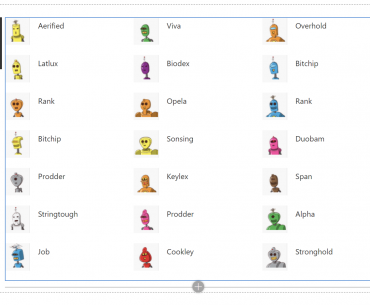 Aerified Viva Overhold
Latlux Biodex Bitchip
Rank Opela Rank
Bitchip Sonsing Duobam
Prodder Keylex Span
Stringtough Prodder Alpha
Job Cookley Stronghold